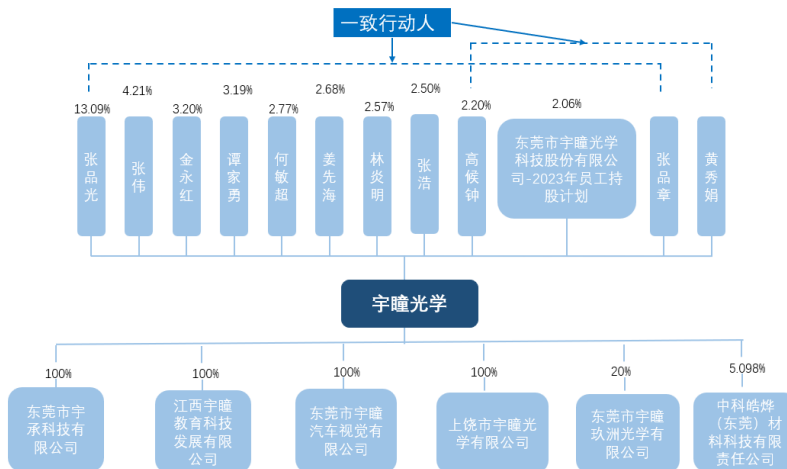 一致行动人
13.09%
4.21%
3.20%
3.19%
2.77%
2.68%
2.57%
2.50%
2.20%
2.06%
张品光
张伟
金永红
谭家勇
何敏超
姜先海
林炎明
张浩
高候钟
东莞市宇瞳光学
科技股份有限公
司-2023年员工持
股计划
张品章
黄秀娟
宇瞳光学
100%
100%
100%
100%
20%
5.098%
东莞市宇
承科技有
限公司
江西宇瞳
教育科技
发展有限
公司
东莞市宇瞳
汽车视觉有
限公司
上饶市宇瞳光
学有限公司
东莞市宇瞳
玖洲光学有
限公司
中科皓烨
（东莞）材
料科技有限
责任公司